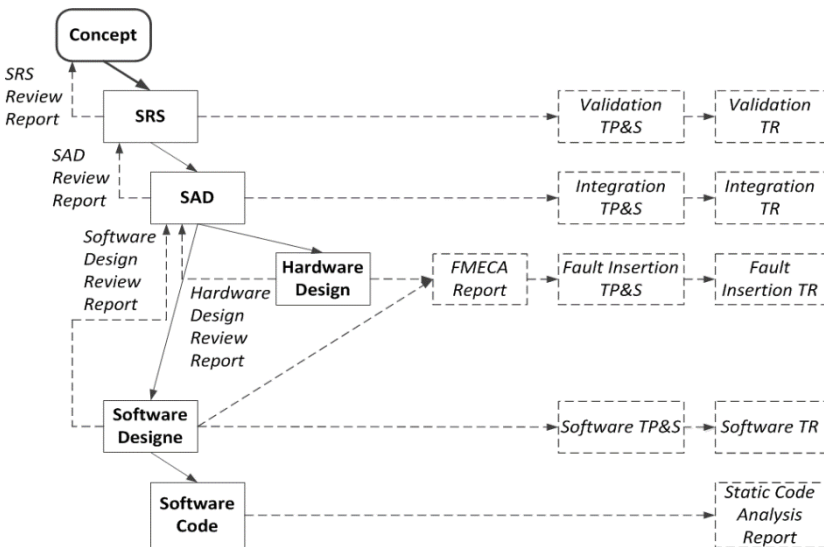 Concept
SRS
Review
Report
SRS
Validation
TP&S
Validation
TR
SAD
Review
Report
SAD
Integration
TP&S
Integration
TR
Software
Design
Review
Report
Hardware
Design
Hardware
Design
Review
Report
FMECA
Report
Fault Insertion
TP&S
Fault
Insertion TR
Software
Designe
Software TP&S
Software TR
Software
Code
Static Code
Analysis
Report